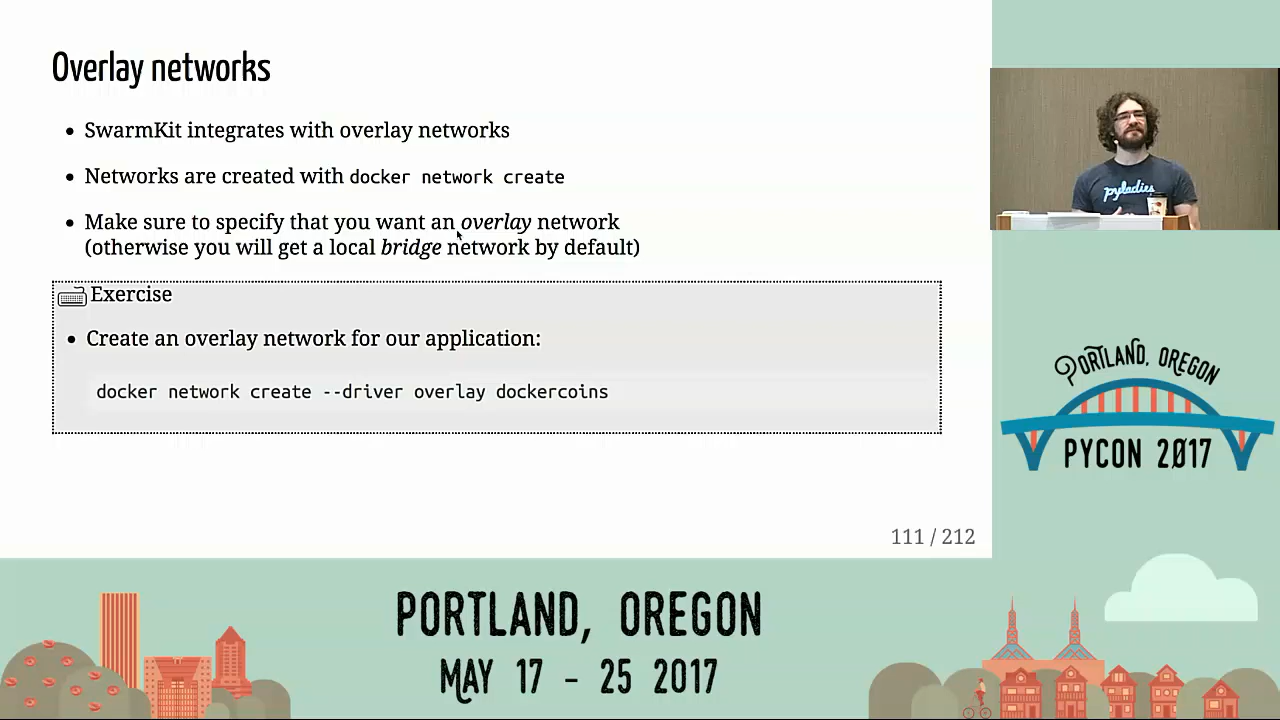 Overlay networks
• SwarmKit integrates with overlay networks
• Networks are created with docker network create
• Make sure to specify that you want an overlay network
(otherwise you will get a local bridge network by default)
Exercise
• Create an overlay network for our application:
docker network create --driver overlay dockercoins
111 / 212
pyladies
PORTLAND, OREGON
PYCON 2017
PORTLAND, OREGON
MAY 17 - 25 2017